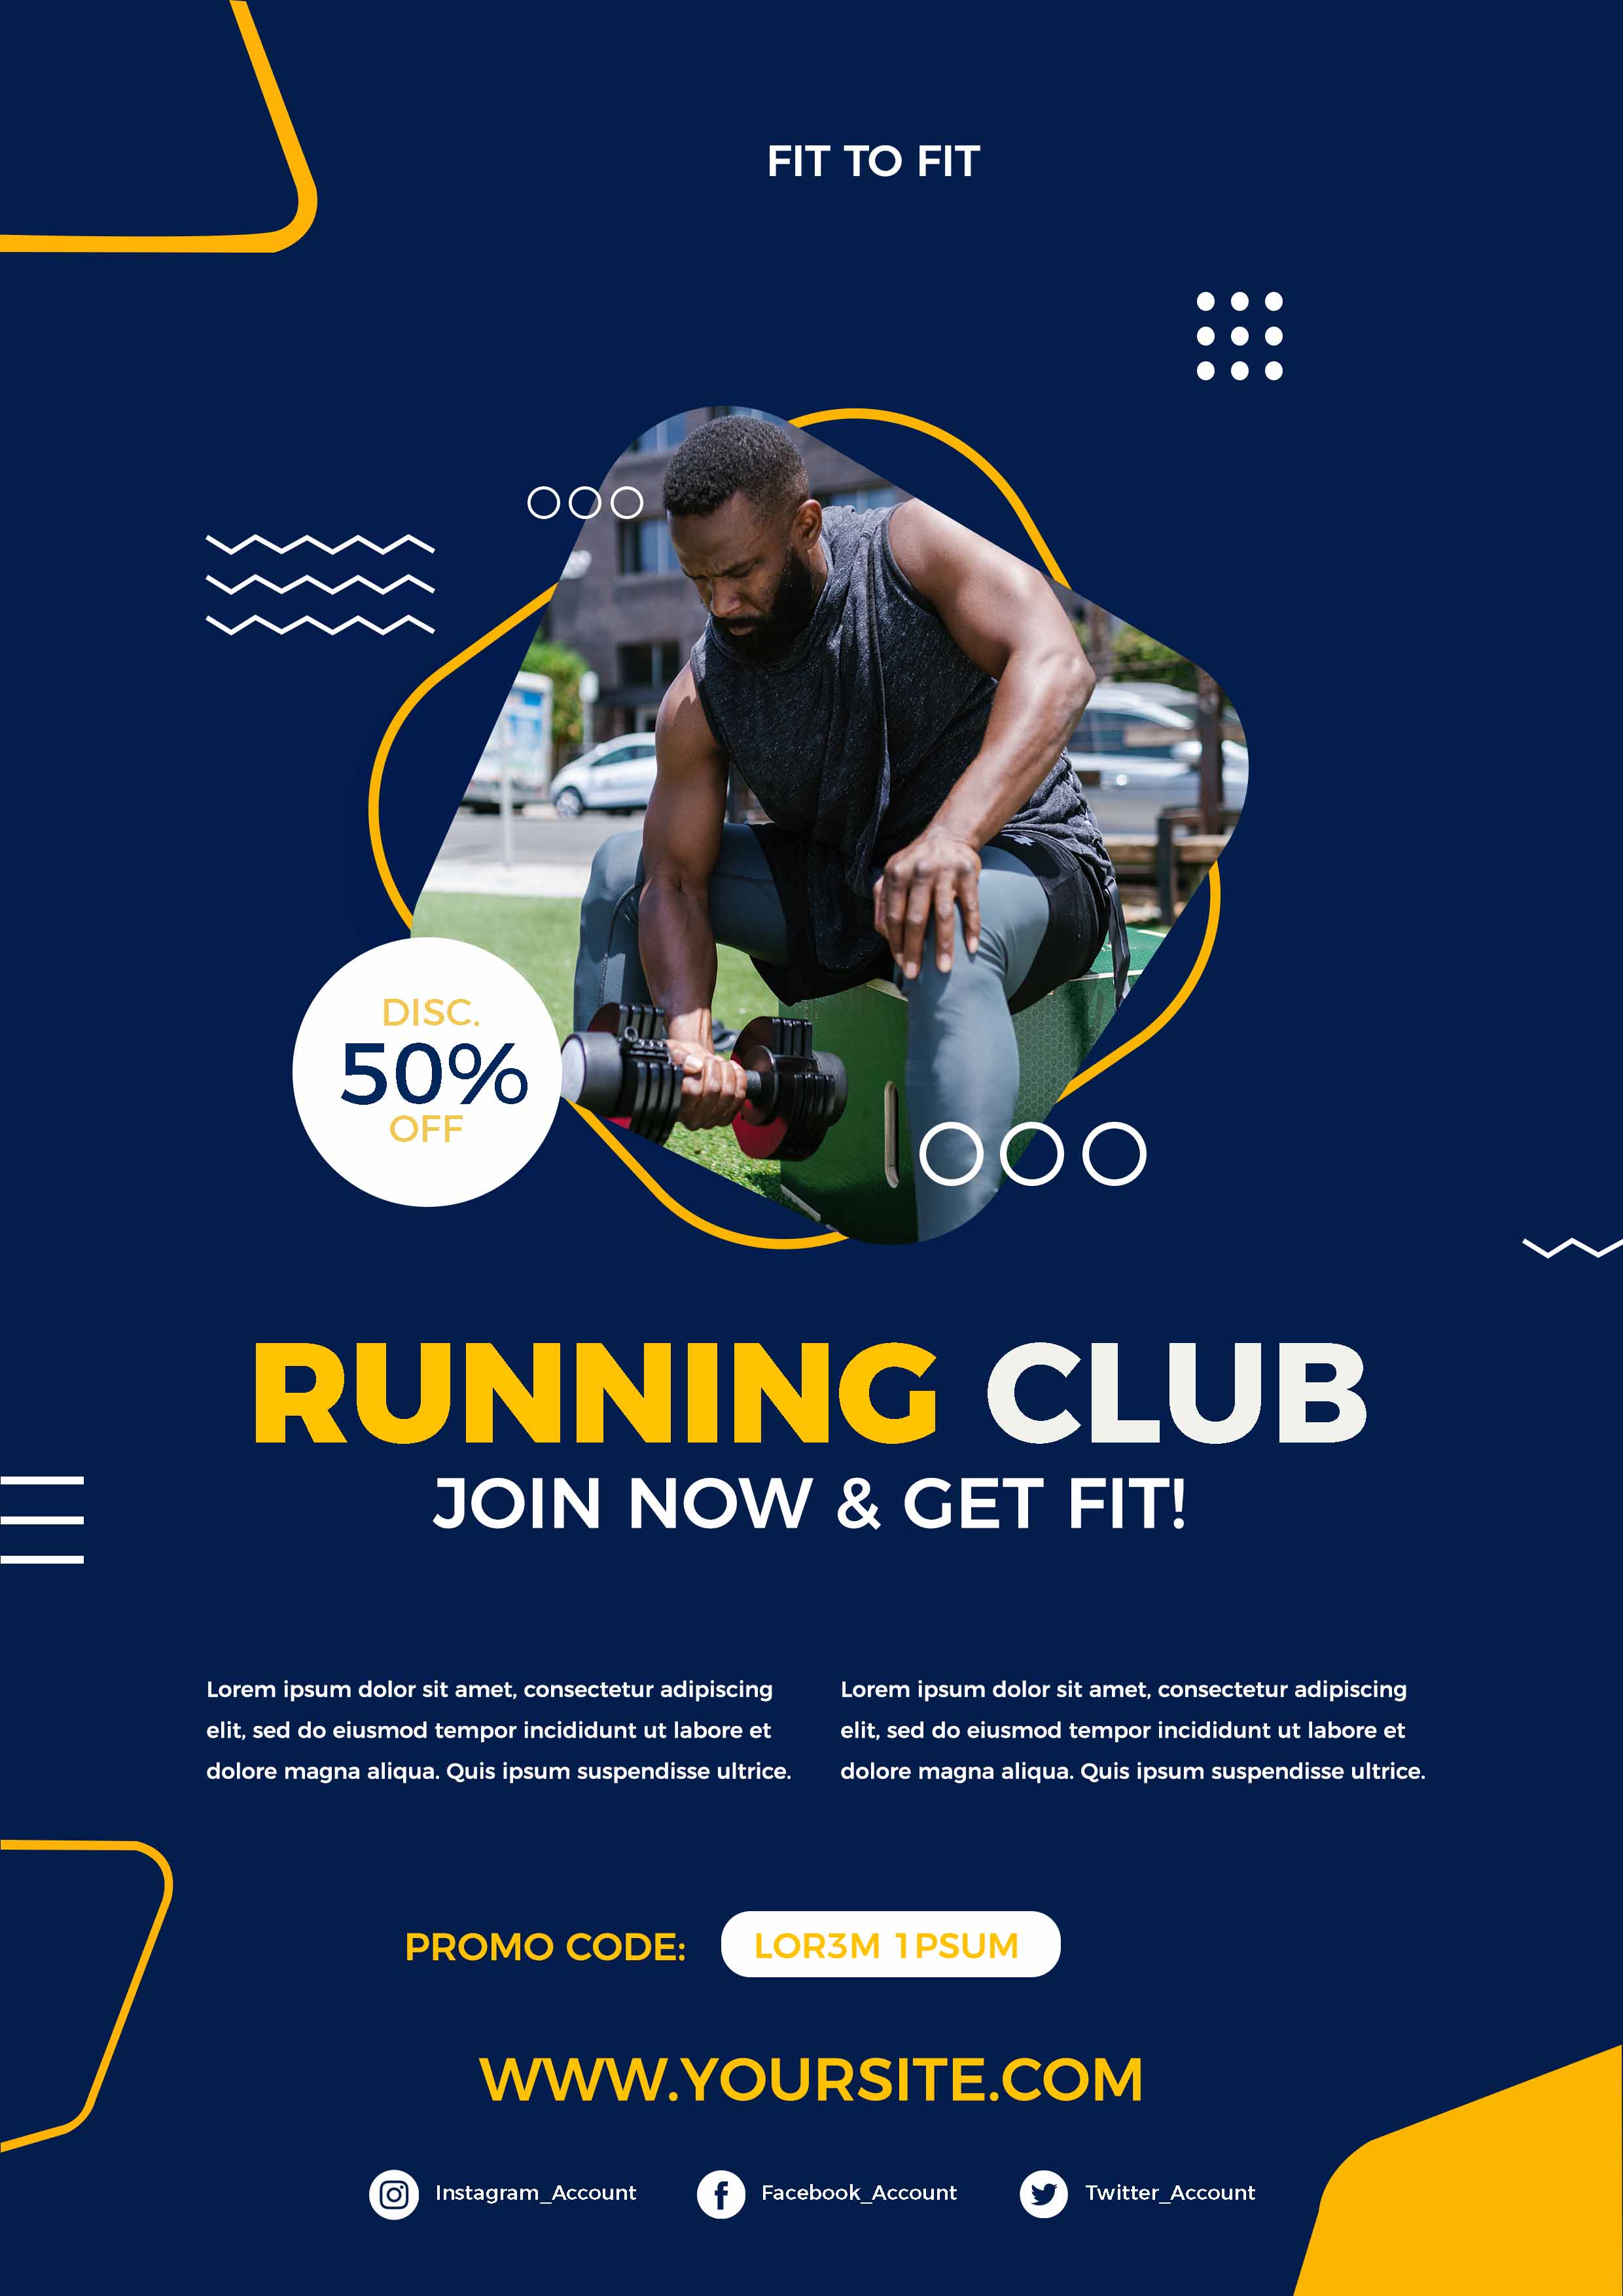 FIT TO FIT
DISC.
50%
OFF
RUNNING CLUB
JOIN NOW & GET FIT!
Lorem ipsum dolor sit amet, consectetur adipiscing
elit, sed do eiusmod tempor incididunt ut labore et
dolore magna aliqua. Quis ipsum suspendisse ultrice.
Lorem ipsum dolor sit amet, consectetur adipiscing
elit, sed do eiusmod tempor incididunt ut labore et
dolore magna aliqua. Quis ipsum suspendisse ultrice.
PROMO CODE: LOR3M 1PSUM
WWW.YOURSITE.COM
Instagram_Account Facebook_Account Twitter_Account